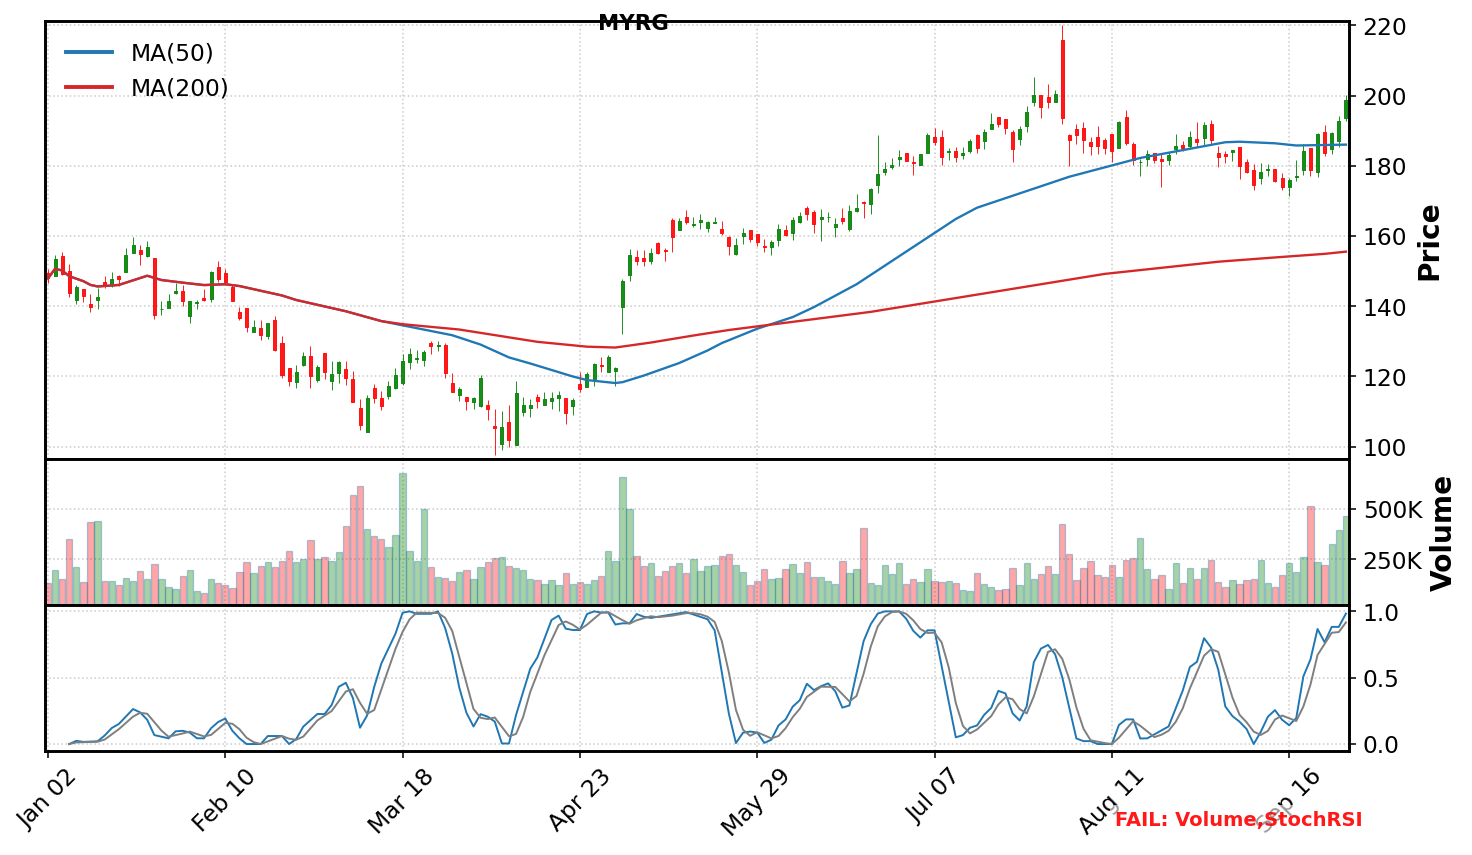 MYRG
MA(50)
MA(200)
220
200
180
160
140
120
100
Price
500K
250K
Volume
1.0
0.5
0.0
Jan 02
Feb 10
Mar 18
Apr 23
May 29
Jul 07
Aug 11
Sep 16
FAIL: Volume,StochRSI